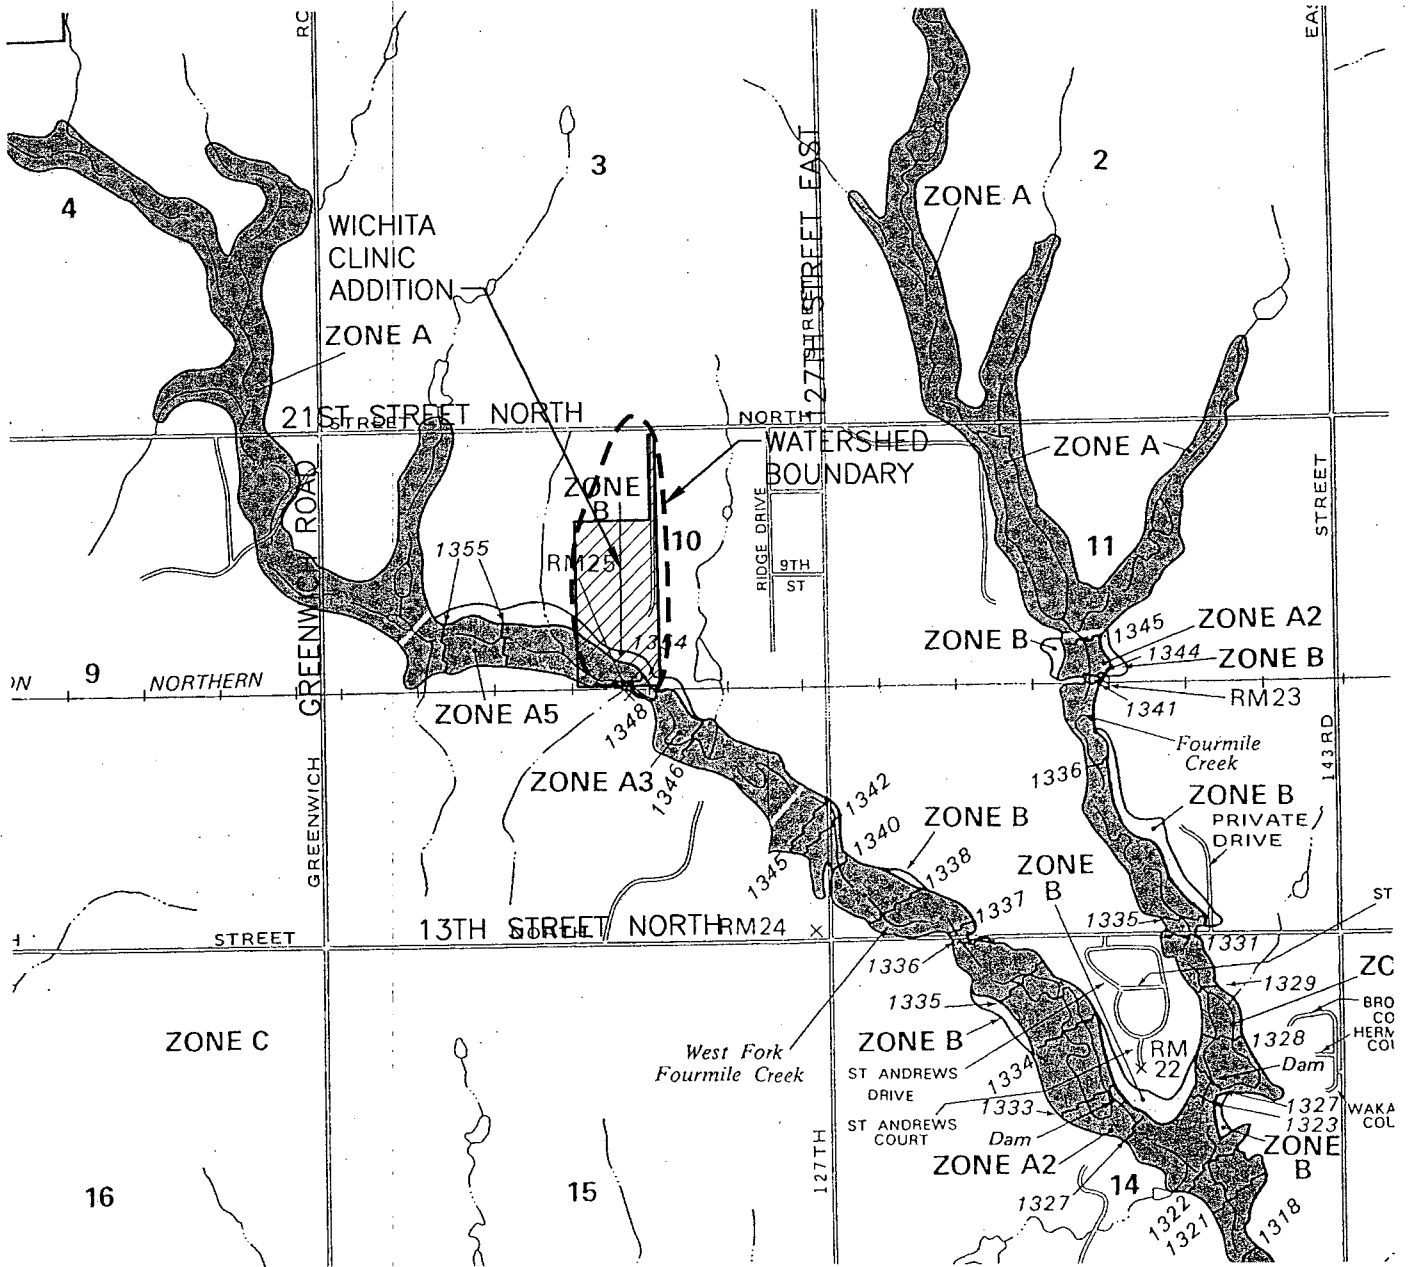 3
2
4
ZONE A
WICHITA
CLINIC
ADDITION
127TH STREET EAST
STREET
ZONE A
21ST STREET NORTH
STREET
NORTH
WATERSHED
BOUNDARY
ZONE A
ZONE
B
RIDGE DRIVE
STREET
GREENWICH ROAD
1355
RM25
10
9TH
ST
11
1345
ZONE A2
ZONE B
1344
ZONE B
RM23
1341
9
NORTHERN
ZONE A5
1348
ZONE A3
1346
Fourmile
Creek
143RD
1336
ZONE B
PRIVATE
DRIVE
GREENWICH
1342
1340
ZONE B
1338
ZONE
B
1345
1337
1335
ST
STREET
13TH STREET NORTH
RM24
1336
1331
1329
1335
ZONE B
ZONE C
West Fork
Fourmile Creek
ST ANDREWS
DRIVE
1334
1333
RM
22
1328
Dam
ST ANDREWS
COURT
Dam
1327
1323
ZONE
B
ZONE A2
127TH
14
1327
16
15
1322
1321
1318